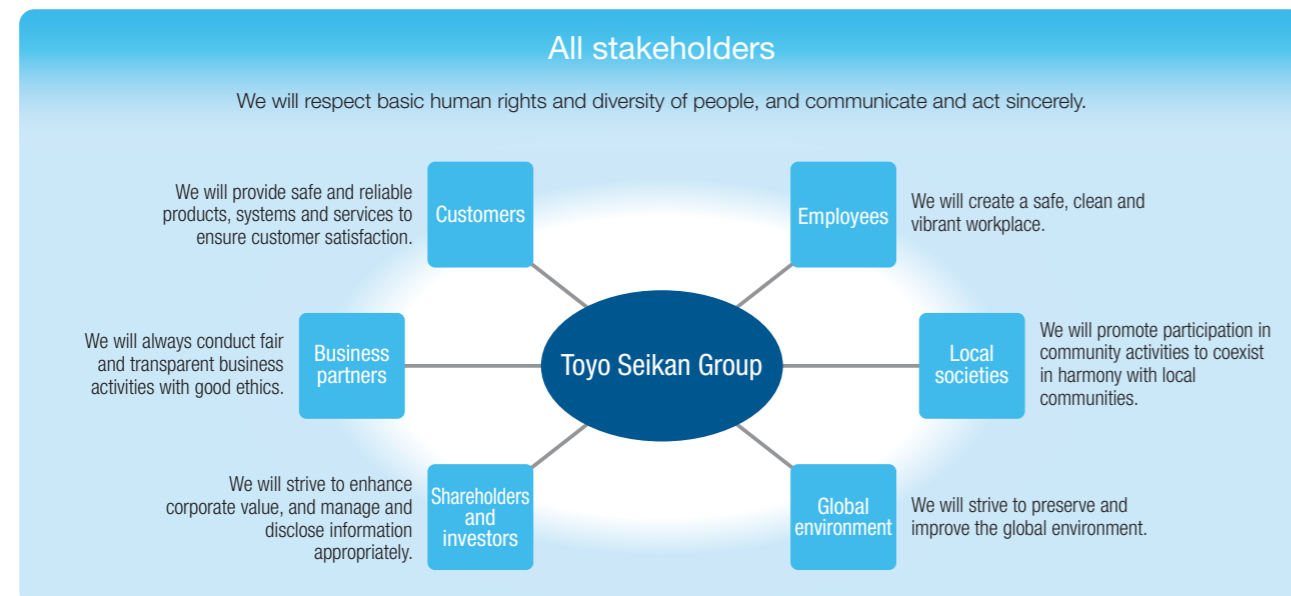 All stakeholders
We will respect basic human rights and diversity of people, and communicate and act sincerely.
We will provide safe and reliable
products, systems and services to
ensure customer satisfaction.
Customers
Employees
We will create a safe, clean and
vibrant workplace.
We will always conduct fair
and transparent business
activities with good ethics.
Business
partners
Toyo Seikan Group
Local
societies
We will promote participation in
community activities to coexist
in harmony with local
communities.
We will strive to enhance
corporate value, and manage and
disclose information
appropriately.
Shareholders
and
investors
Global
environment
We will strive to preserve and
improve the global environment.